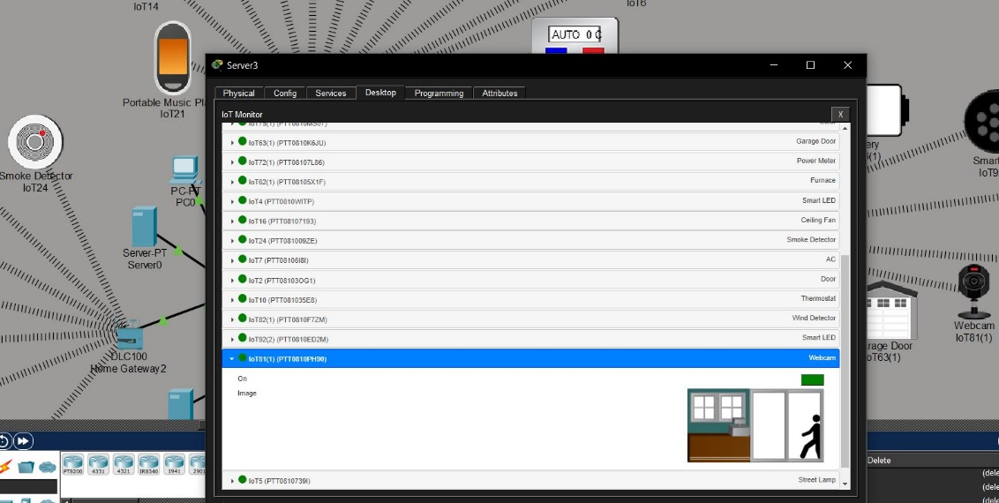 IoT14
IoT6
AUTO 0 C
Server3
Physical Config Services Desktop Programming Attributes
IoT Monitor
X
IoT63(1) (PTT0810K6JU) Garage Door
IoT72(1) (PTT08107L86) Power Meter
IoT62(1) (PTT08105X1F) Furnace
IoT4 (PTT0810WITP) Smart LED
IoT16 (PTT08107193) Ceiling Fan
IoT24 (PTT081009ZE) Smoke Detector
IoT7 (PTT08106I8I) AC
IoT2 (PTT08103OG1) Door
IoT10 (PTT081035E8) Thermostat
IoT82(1) (PTT0810F7ZM) Wind Detector
IoT92(2) (PTT0810ED2M) Smart LED
IoT81(1) (PTT0810PH90) Webcam
On
Image
IoT5 (PTT0810739I) Street Lamp
Portable Music Pl
IoT21
Smoke Detector
IoT24
PC-PT
PC0
Server-PT
Server0
DLC100
Home Gateway2
ery
(1)
Smar
IoT9
Webcam
IoT81(1)
rage Door
oT63(1)
PT8200 4331 4321 IR8340 1941 2901
Delete
(dele
(dele
(dele